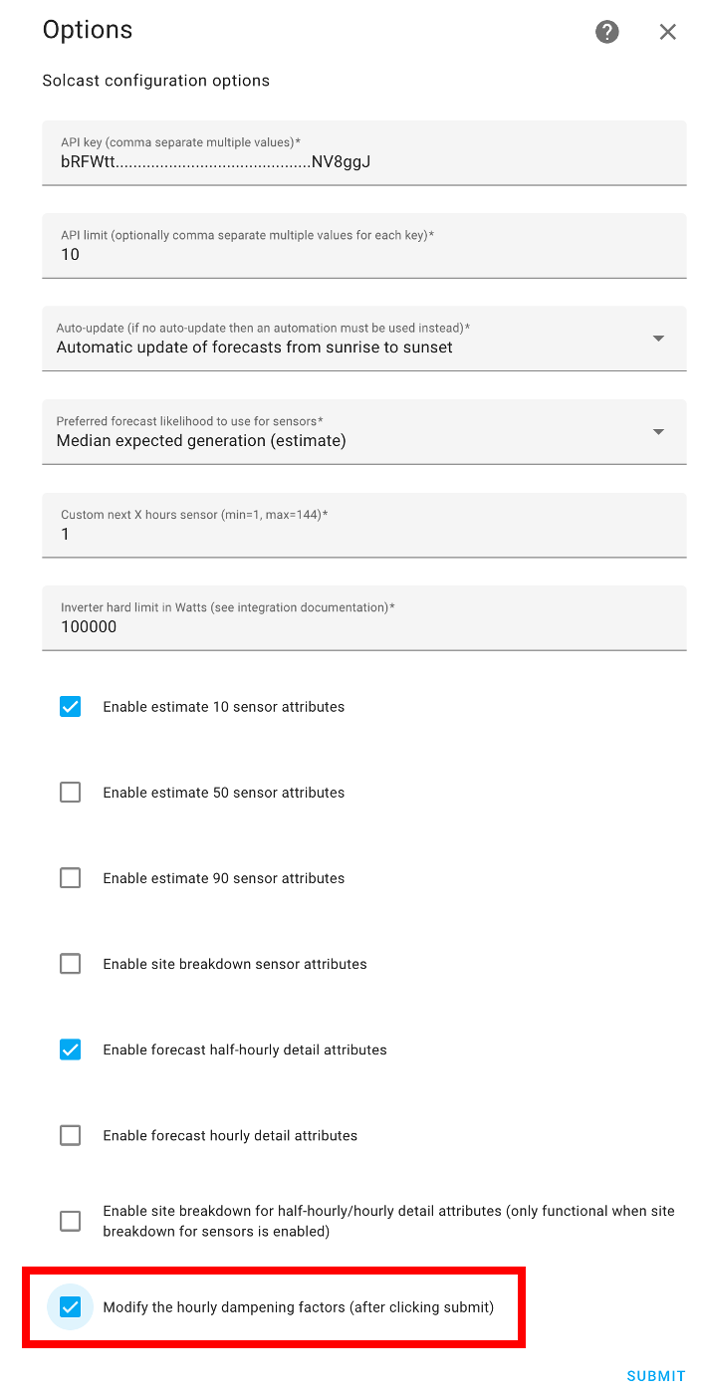 Options
Solcast configuration options
API key (comma separate multiple values)*
bRFWtt............................................NV8ggJ
API limit (optionally comma separate multiple values for each key)*
10
Auto-update (if no auto-update then an automation must be used instead)*
Automatic update of forecasts from sunrise to sunset
Preferred forecast likelihood to use for sensors*
Median expected generation (estimate)
Custom next X hours sensor (min=1, max=144)*
1
Inverter hard limit in Watts (see integration documentation)*
100000
Enable estimate 10 sensor attributes
Enable estimate 50 sensor attributes
Enable estimate 90 sensor attributes
Enable site breakdown sensor attributes
Enable forecast half-hourly detail attributes
Enable forecast hourly detail attributes
Enable site breakdown for half-hourly/hourly detail attributes (only functional when site
breakdown for sensors is enabled)
Modify the hourly dampening factors (after clicking submit)
SUBMIT